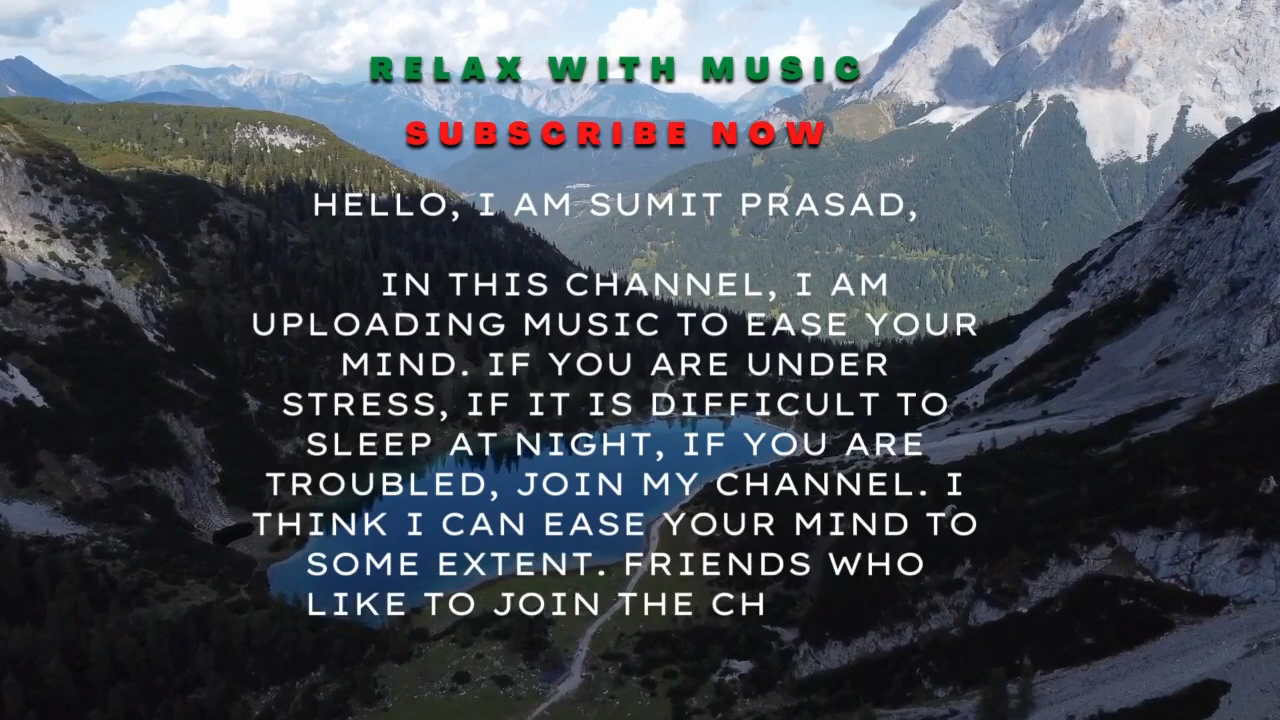 RELAX WITH MUSIC
SUBSCRIBE NOW
HELLO, I AM SUMIT PRASAD,
IN THIS CHANNEL, I AM
UPLOADING MUSIC TO EASE YOUR
MIND. IF YOU ARE UNDER
STRESS, IF IT IS DIFFICULT TO
SLEEP AT NIGHT, IF YOU ARE
TROUBLED, JOIN MY CHANNEL. I
THINK I CAN EASE YOUR MIND TO
SOME EXTENT. FRIENDS WHO
LIKE TO JOIN THE CH